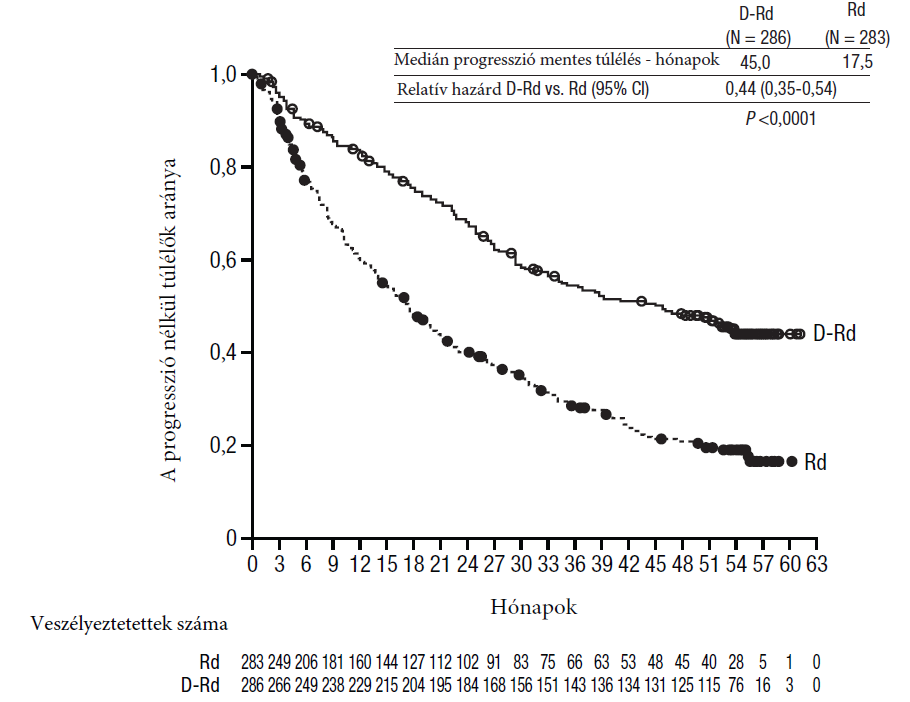 D-Rd Rd
(N = 286) (N = 283)
Medián progresszió mentes túlélés - hónapok 45,0 17,5
Relatív hazárd D-Rd vs. Rd (95% CI) 0,44 (0,35-0,54)
P <0,0001
A progresszió nélkül túlélők aránya
1,0
0,8
0,6
0,4
0,2
0
D-Rd
Rd
0 3 6 9 12 15 18 21 24 27 30 33 36 39 42 45 48 51 54 57 60 63
Hónapok
Veszélyeztetettek száma
Rd 283 249 206 181 160 144 127 112 102 91 83 75 66 63 53 48 45 40 28 5 1 0
D-Rd 286 266 249 238 229 215 204 195 184 168 156 151 143 136 134 131 125 115 76 16 3 0